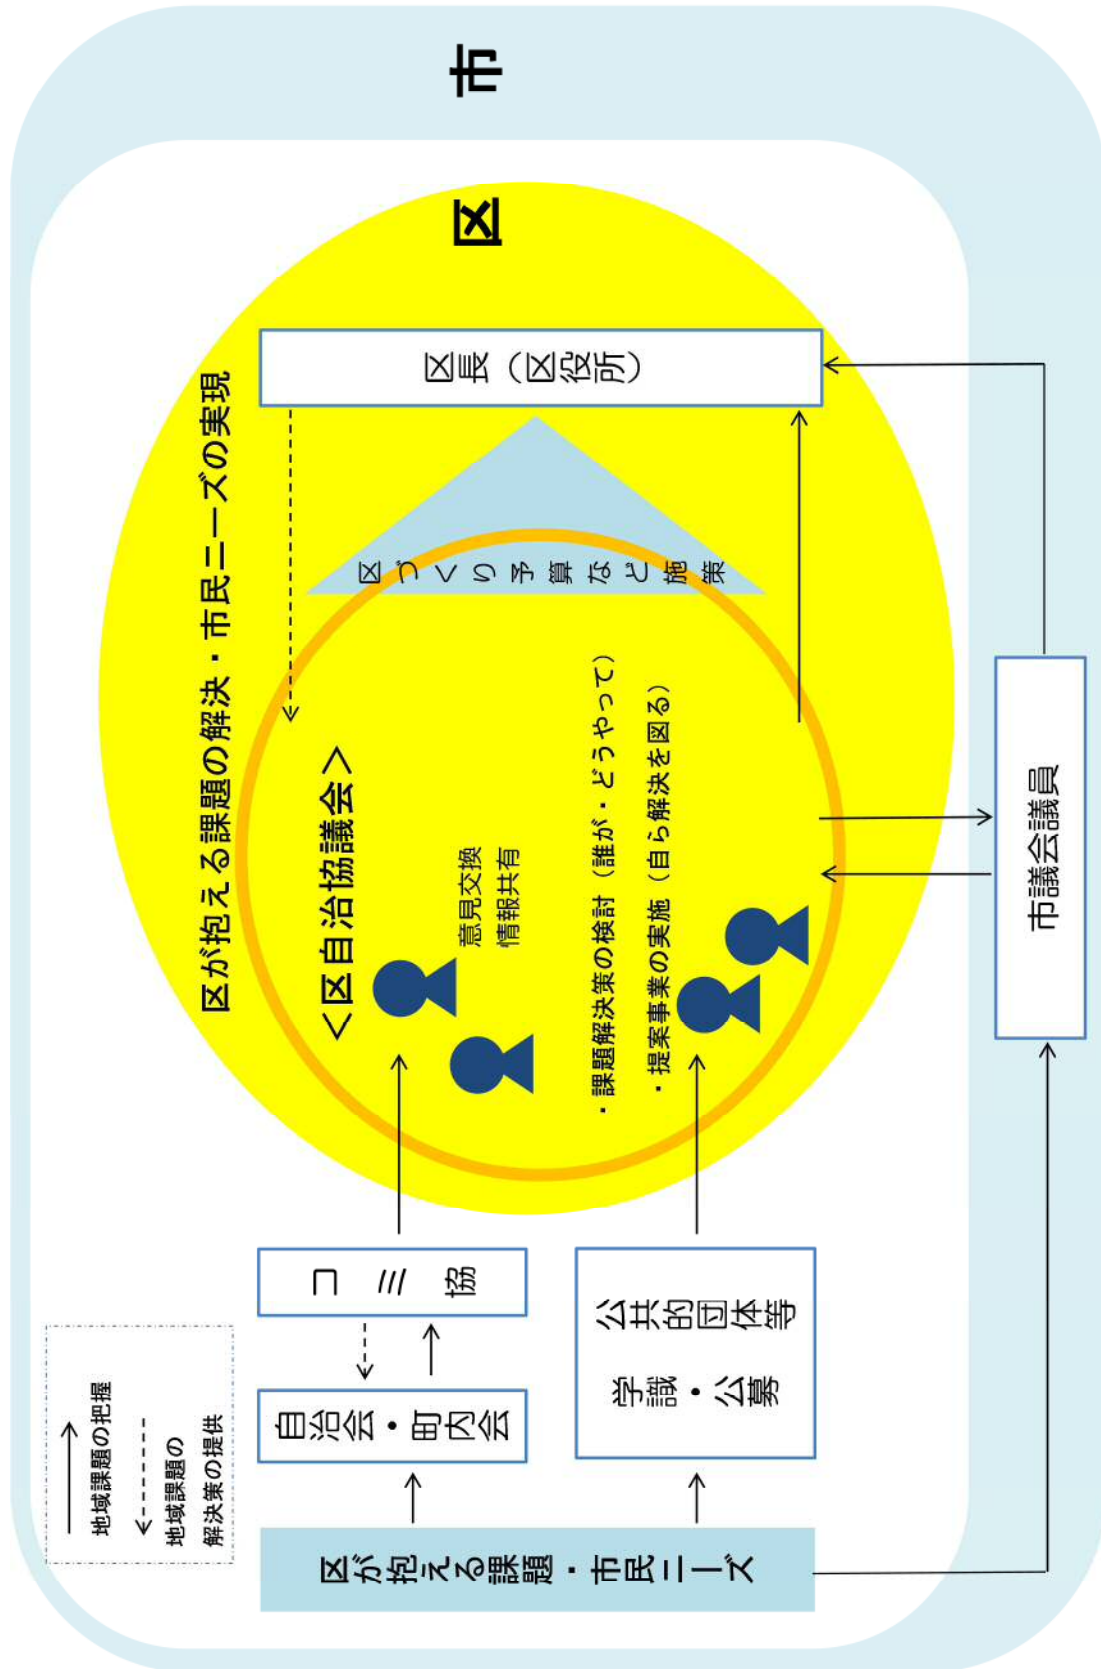 市
区
区が抱える課題の解決・市民ニーズの実現
地域課題の把握
地域課題の
解決策の提供
区が抱える課題・市民ニーズ
自治会・町内会
コミ協
学識・公募
公共的団体等
＜区自治協議会＞
意見交換
情報共有
・課題解決策の検討（誰が・どうやって）
・提案事業の実施（自ら解決を図る）
区づくり予算など施策
区長（区役所）
市議会議員